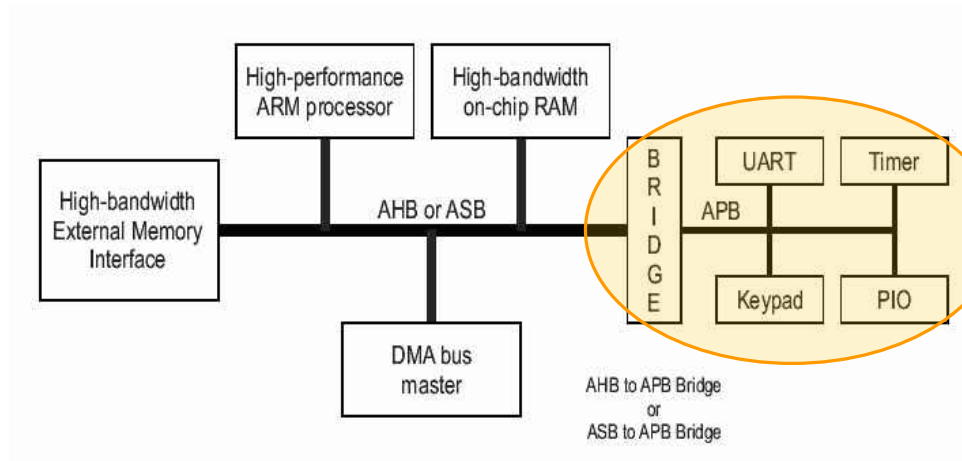 High-performance
ARM processor
High-bandwidth
on-chip RAM
High-bandwidth
External Memory
Interface
AHB or ASB
B
R
I
D
G
E
UART
Timer
APB
Keypad
PIO
DMA bus
master
AHB to APB Bridge
or
ASB to APB Bridge